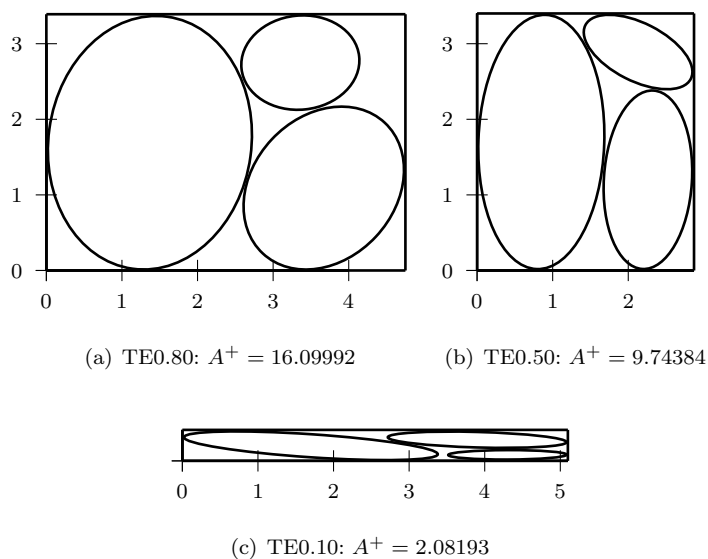 3
2
1
0
0 1 2 3 4
(a) TE0.80: A+ = 16.09992
3
2
1
0
0 2
(b) TE0.50: A+ = 9.74384
0 1 2 3 4 5
(c) TE0.10: A+ = 2.08193